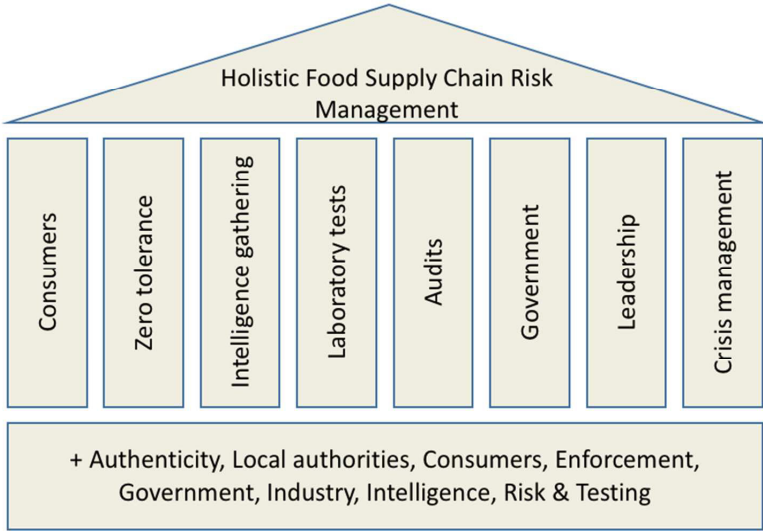 Holistic Food Supply Chain Risk
Management
Consumers
Zero tolerance
Intelligence gathering
Laboratory tests
Audits
Government
Leadership
Crisis management
+ Authenticity, Local authorities, Consumers, Enforcement,
Government, Industry, Intelligence, Risk & Testing